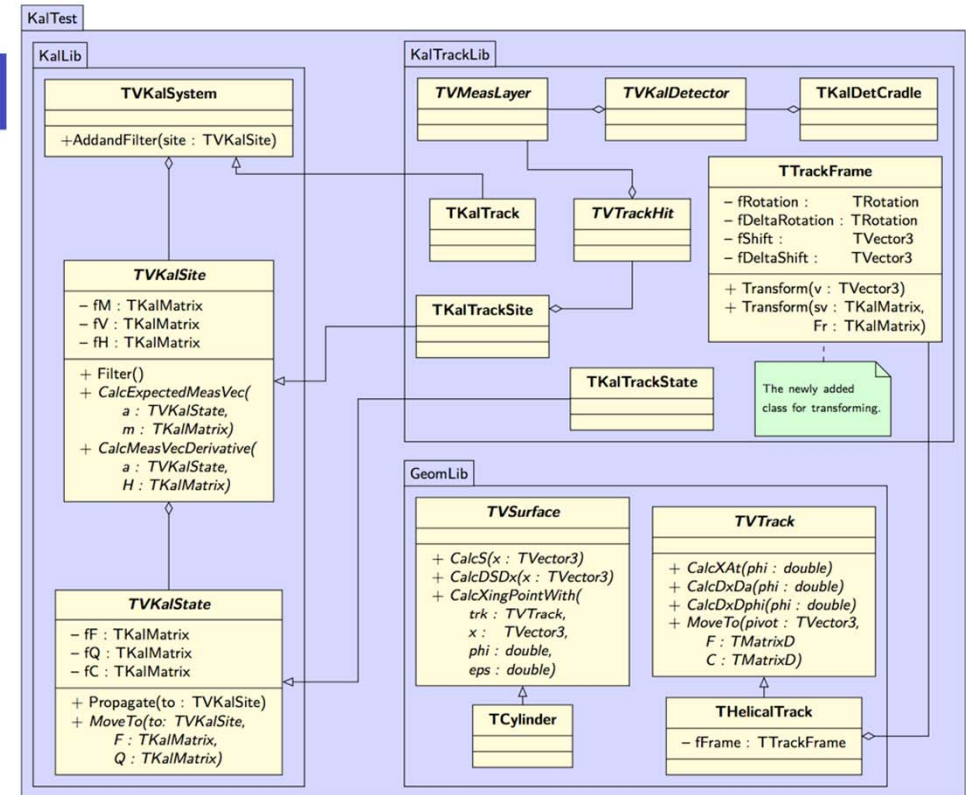 KalTest
KalLib
TVKalSystem
+AddandFilter(site : TVKalSite)
TVKalSite
– fM : TKalMatrix
– fV : TKalMatrix
– fH : TKalMatrix
+ Filter()
+ CalcExpectedMeasVec(
a : TVKalState,
m : TKalMatrix)
+ CalcMeasVecDerivative(
a : TVKalState,
H : TKalMatrix)
TVKalState
– fF : TKalMatrix
– fQ : TKalMatrix
– fC : TKalMatrix
+ Propagate(to : TVKalSite)
+ MoveTo(to: TVKalSite,
F : TKalMatrix,
Q : TKalMatrix)
KalTrackLib
TVMeasLayer
TVKalDetector
TKalDetCradle
TKalTrack
TVTrackHit
TTrackFrame
– fRotation : TRotation
– fDeltaRotation : TRotation
– fShift : TVector3
– fDeltaShift : TVector3
+ Transform(v : TVector3)
+ Transform(sv : TKalMatrix,
Fr : TKalMatrix)
TKalTrackSite
TKalTrackState
The newly added
class for transforming.
GeomLib
TVSurface
+ CalcS(x : TVector3)
+ CalcDSDx(x : TVector3)
+ CalcXingPointWith(
trk : TVTrack,
x : TVector3,
phi : double,
eps : double)
TCylinder
TVTrack
+ CalcXAt(phi : double)
+ CalcDxDa(phi : double)
+ CalcDxDphi(phi : double)
+ MoveTo(pivot : TVector3,
F : TMatrixD
C : TMatrixD)
THelicalTrack
– fFrame : TTrackFrame